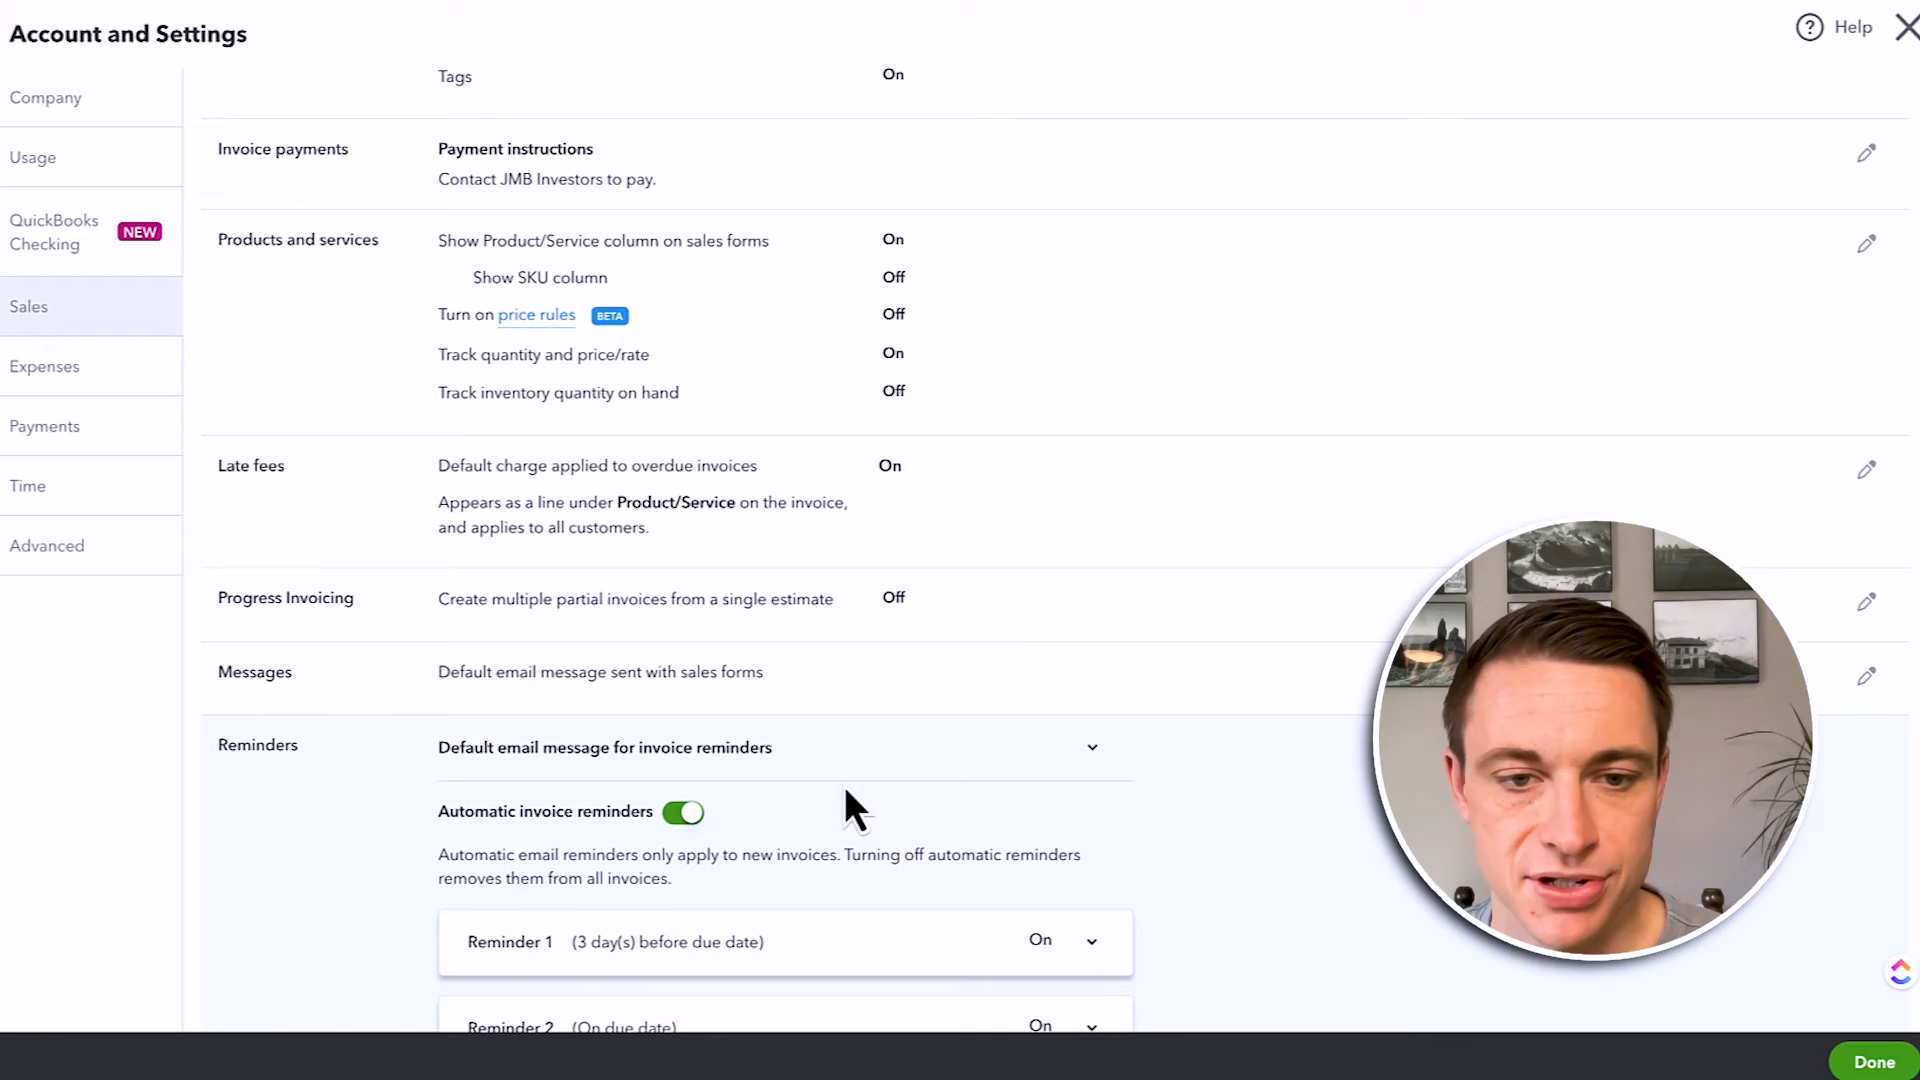 Account and Settings
Help
Company
Usage
QuickBooks
Checking
NEW
Sales
Expenses
Payments
Time
Advanced
Tags On
Invoice payments Payment instructions
Contact JMB Investors to pay.
Products and services Show Product/Service column on sales forms On
Show SKU column Off
Turn on price rules BETA Off
Track quantity and price/rate On
Track inventory quantity on hand Off
Late fees Default charge applied to overdue invoices On
Appears as a line under Product/Service on the invoice,
and applies to all customers.
Progress Invoicing Create multiple partial invoices from a single estimate Off
Messages Default email message sent with sales forms
Reminders Default email message for invoice reminders
Automatic invoice reminders
Automatic email reminders only apply to new invoices. Turning off automatic reminders
removes them from all invoices.
Reminder 1 (3 day(s) before due date) On
Reminder 2 (On due date) On
Done